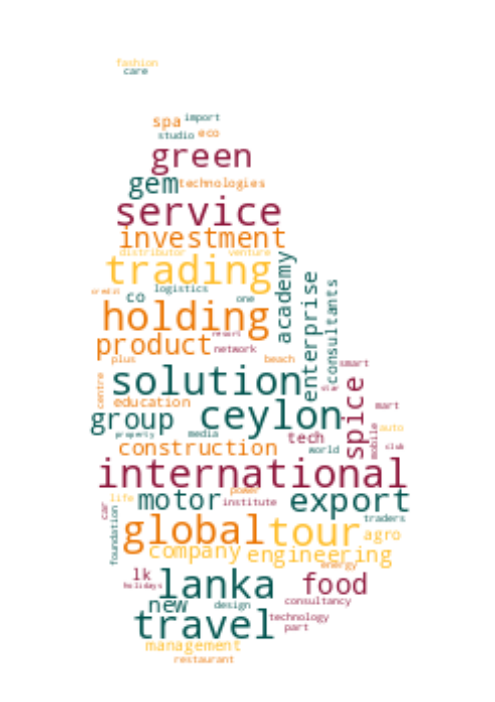 fashion
care
spa import
studio eco
green
gem technologies
service
investment
distributor venture
trading academy
credit co logistics one enterprise consultants
holding
resort
product network
plus beach smart
solution
centre education spice mart
group ceylon
property media tech auto
construction world mobile club
international
life motor power institute export
car foundation traders
global tour agro
company engineering
energy
lk lanka food
holidays
new design consultancy
travel technology
part
management
restaurant